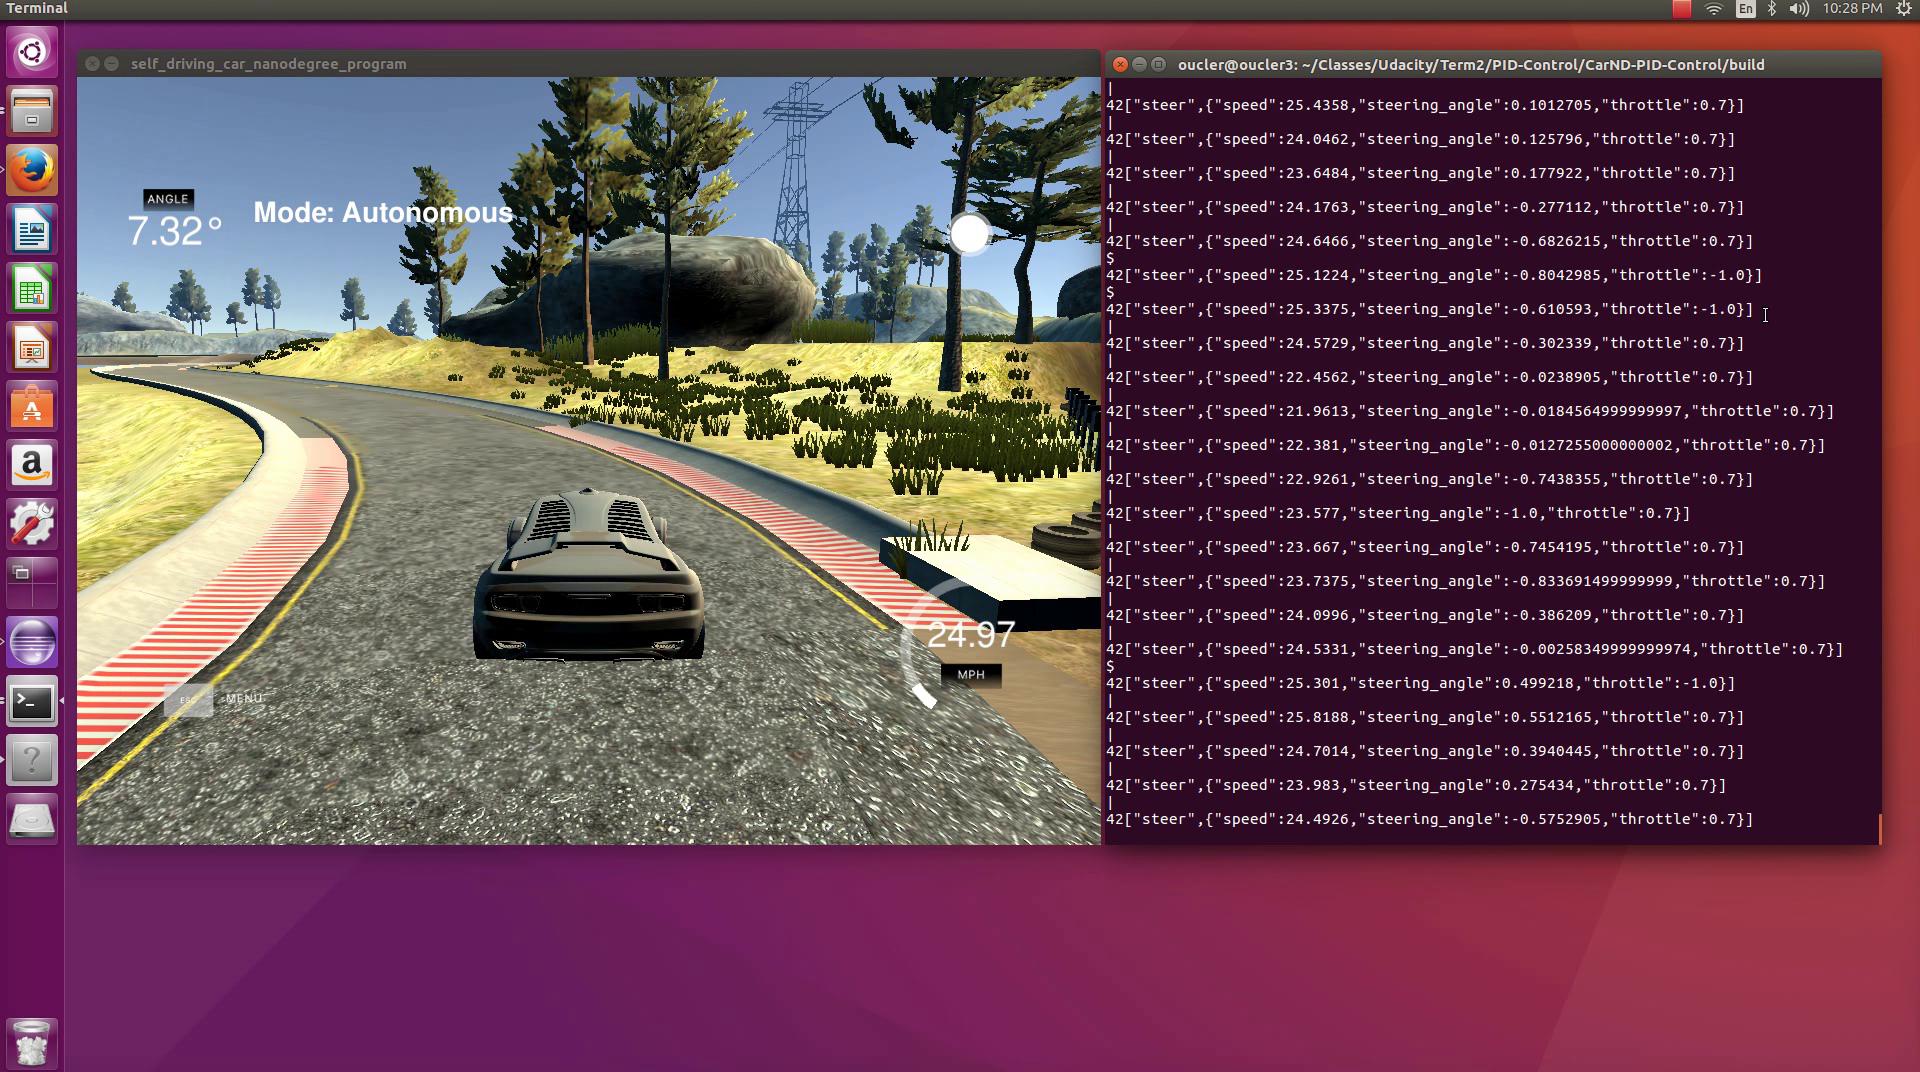 Terminal
En
10:28 PM
self_driving_car_nanodegree_program
ANGLE
7.32°
Mode: Autonomous
24.97
MPH
ESC
MENU
oucler@oucler3: ~/Classes/Udacity/Term2/PID-Control/CarND-PID-Control/build
|
42["steer",{"speed":25.4358,"steering_angle":0.1012705,"throttle":0.7}]
|
42["steer",{"speed":24.0462,"steering_angle":0.125796,"throttle":0.7}]
|
42["steer",{"speed":23.6484,"steering_angle":0.177922,"throttle":0.7}]
|
42["steer",{"speed":24.1763,"steering_angle":-0.277112,"throttle":0.7}]
|
42["steer",{"speed":24.6466,"steering_angle":-0.6826215,"throttle":0.7}]
$
42["steer",{"speed":25.1224,"steering_angle":-0.8042985,"throttle":-1.0}]
$
42["steer",{"speed":25.3375,"steering_angle":-0.610593,"throttle":-1.0}]
|
42["steer",{"speed":24.5729,"steering_angle":-0.302339,"throttle":0.7}]
|
42["steer",{"speed":22.4562,"steering_angle":-0.0238905,"throttle":0.7}]
|
42["steer",{"speed":21.9613,"steering_angle":-0.0184564999999997,"throttle":0.7}]
|
42["steer",{"speed":22.381,"steering_angle":-0.0127255000000002,"throttle":0.7}]
|
42["steer",{"speed":22.9261,"steering_angle":-0.7438355,"throttle":0.7}]
|
42["steer",{"speed":23.577,"steering_angle":-1.0,"throttle":0.7}]
|
42["steer",{"speed":23.667,"steering_angle":-0.7454195,"throttle":0.7}]
|
42["steer",{"speed":23.7375,"steering_angle":-0.833691499999999,"throttle":0.7}]
|
42["steer",{"speed":24.0996,"steering_angle":-0.386209,"throttle":0.7}]
|
42["steer",{"speed":24.5331,"steering_angle":-0.00258349999999974,"throttle":0.7}]
$
42["steer",{"speed":25.301,"steering_angle":0.499218,"throttle":-1.0}]
|
42["steer",{"speed":25.8188,"steering_angle":0.5512165,"throttle":0.7}]
|
42["steer",{"speed":24.7014,"steering_angle":0.3940445,"throttle":0.7}]
|
42["steer",{"speed":23.983,"steering_angle":0.275434,"throttle":0.7}]
|
42["steer",{"speed":24.4926,"steering_angle":-0.5752905,"throttle":0.7}]